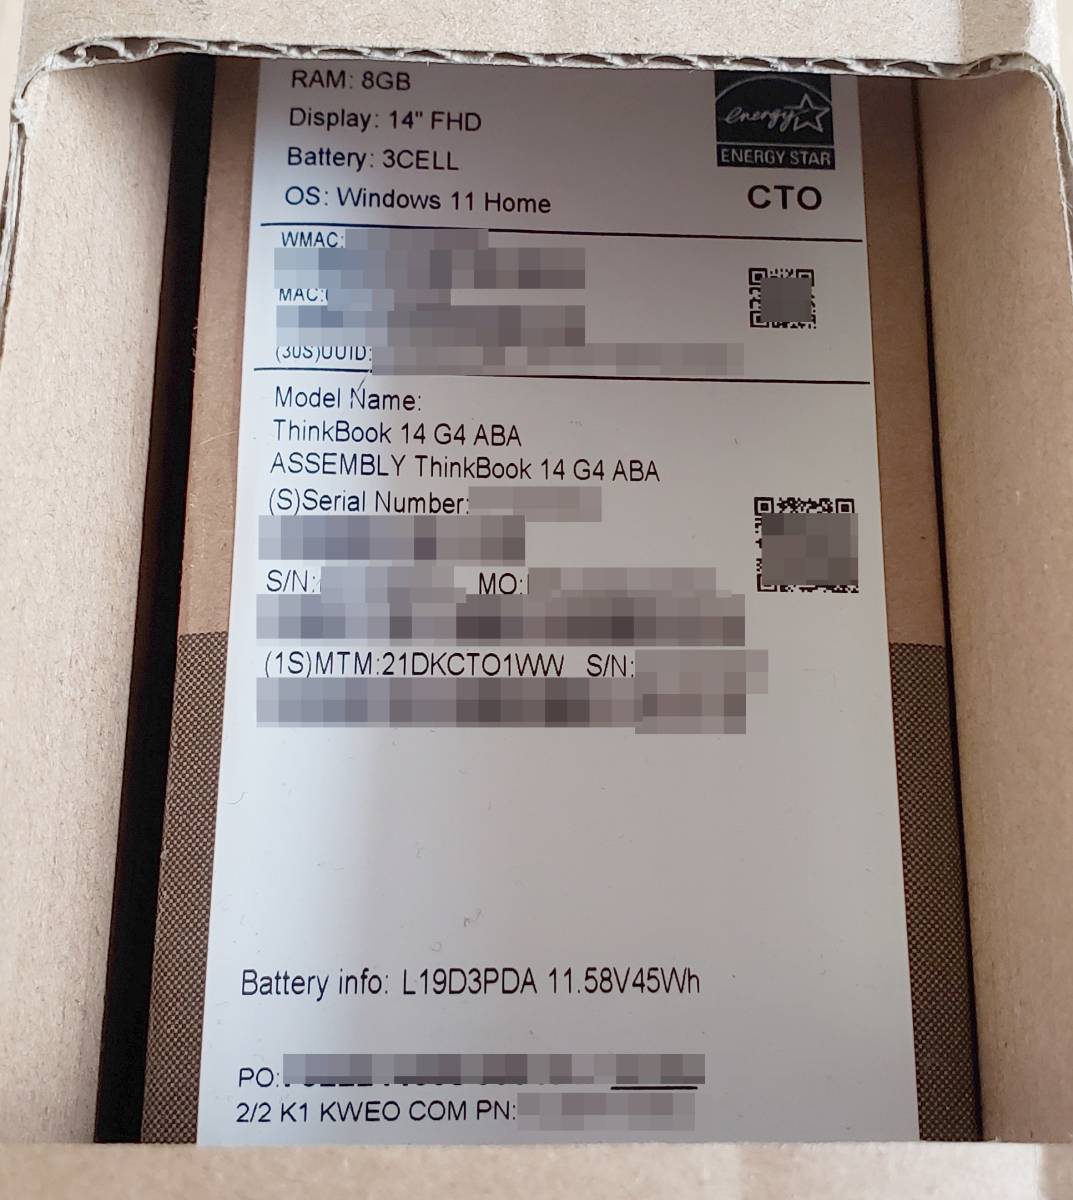 RAM: 8GB
Display: 14" FHD
Battery: 3CELL
OS: Windows 11 Home
energy
ENERGY STAR
CTO
WMAC:
MAC:
(3US)UUID:
Model Name:
ThinkBook 14 G4 ABA
ASSEMBLY ThinkBook 14 G4 ABA
(S)Serial Number:
S/N: MO:
(1S)MTM:21DKCTO1WW S/N:
Battery info: L19D3PDA 11.58V45Wh
PO:
2/2 K1 KWEO COM PN: